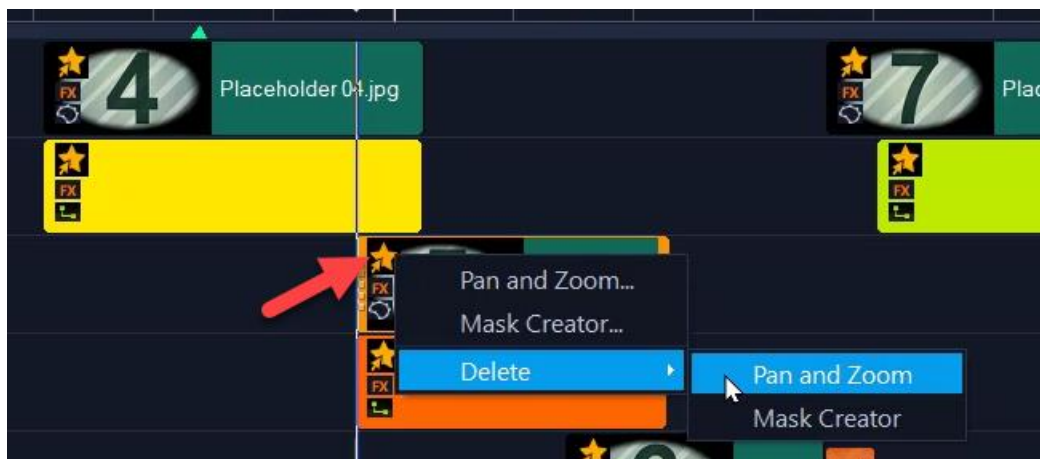 4
Placeholder 04.jpg
7
Plac
FX
FX
FX
FX
FX
FX
Pan and Zoom...
Mask Creator...
Delete
Pan and Zoom
Mask Creator